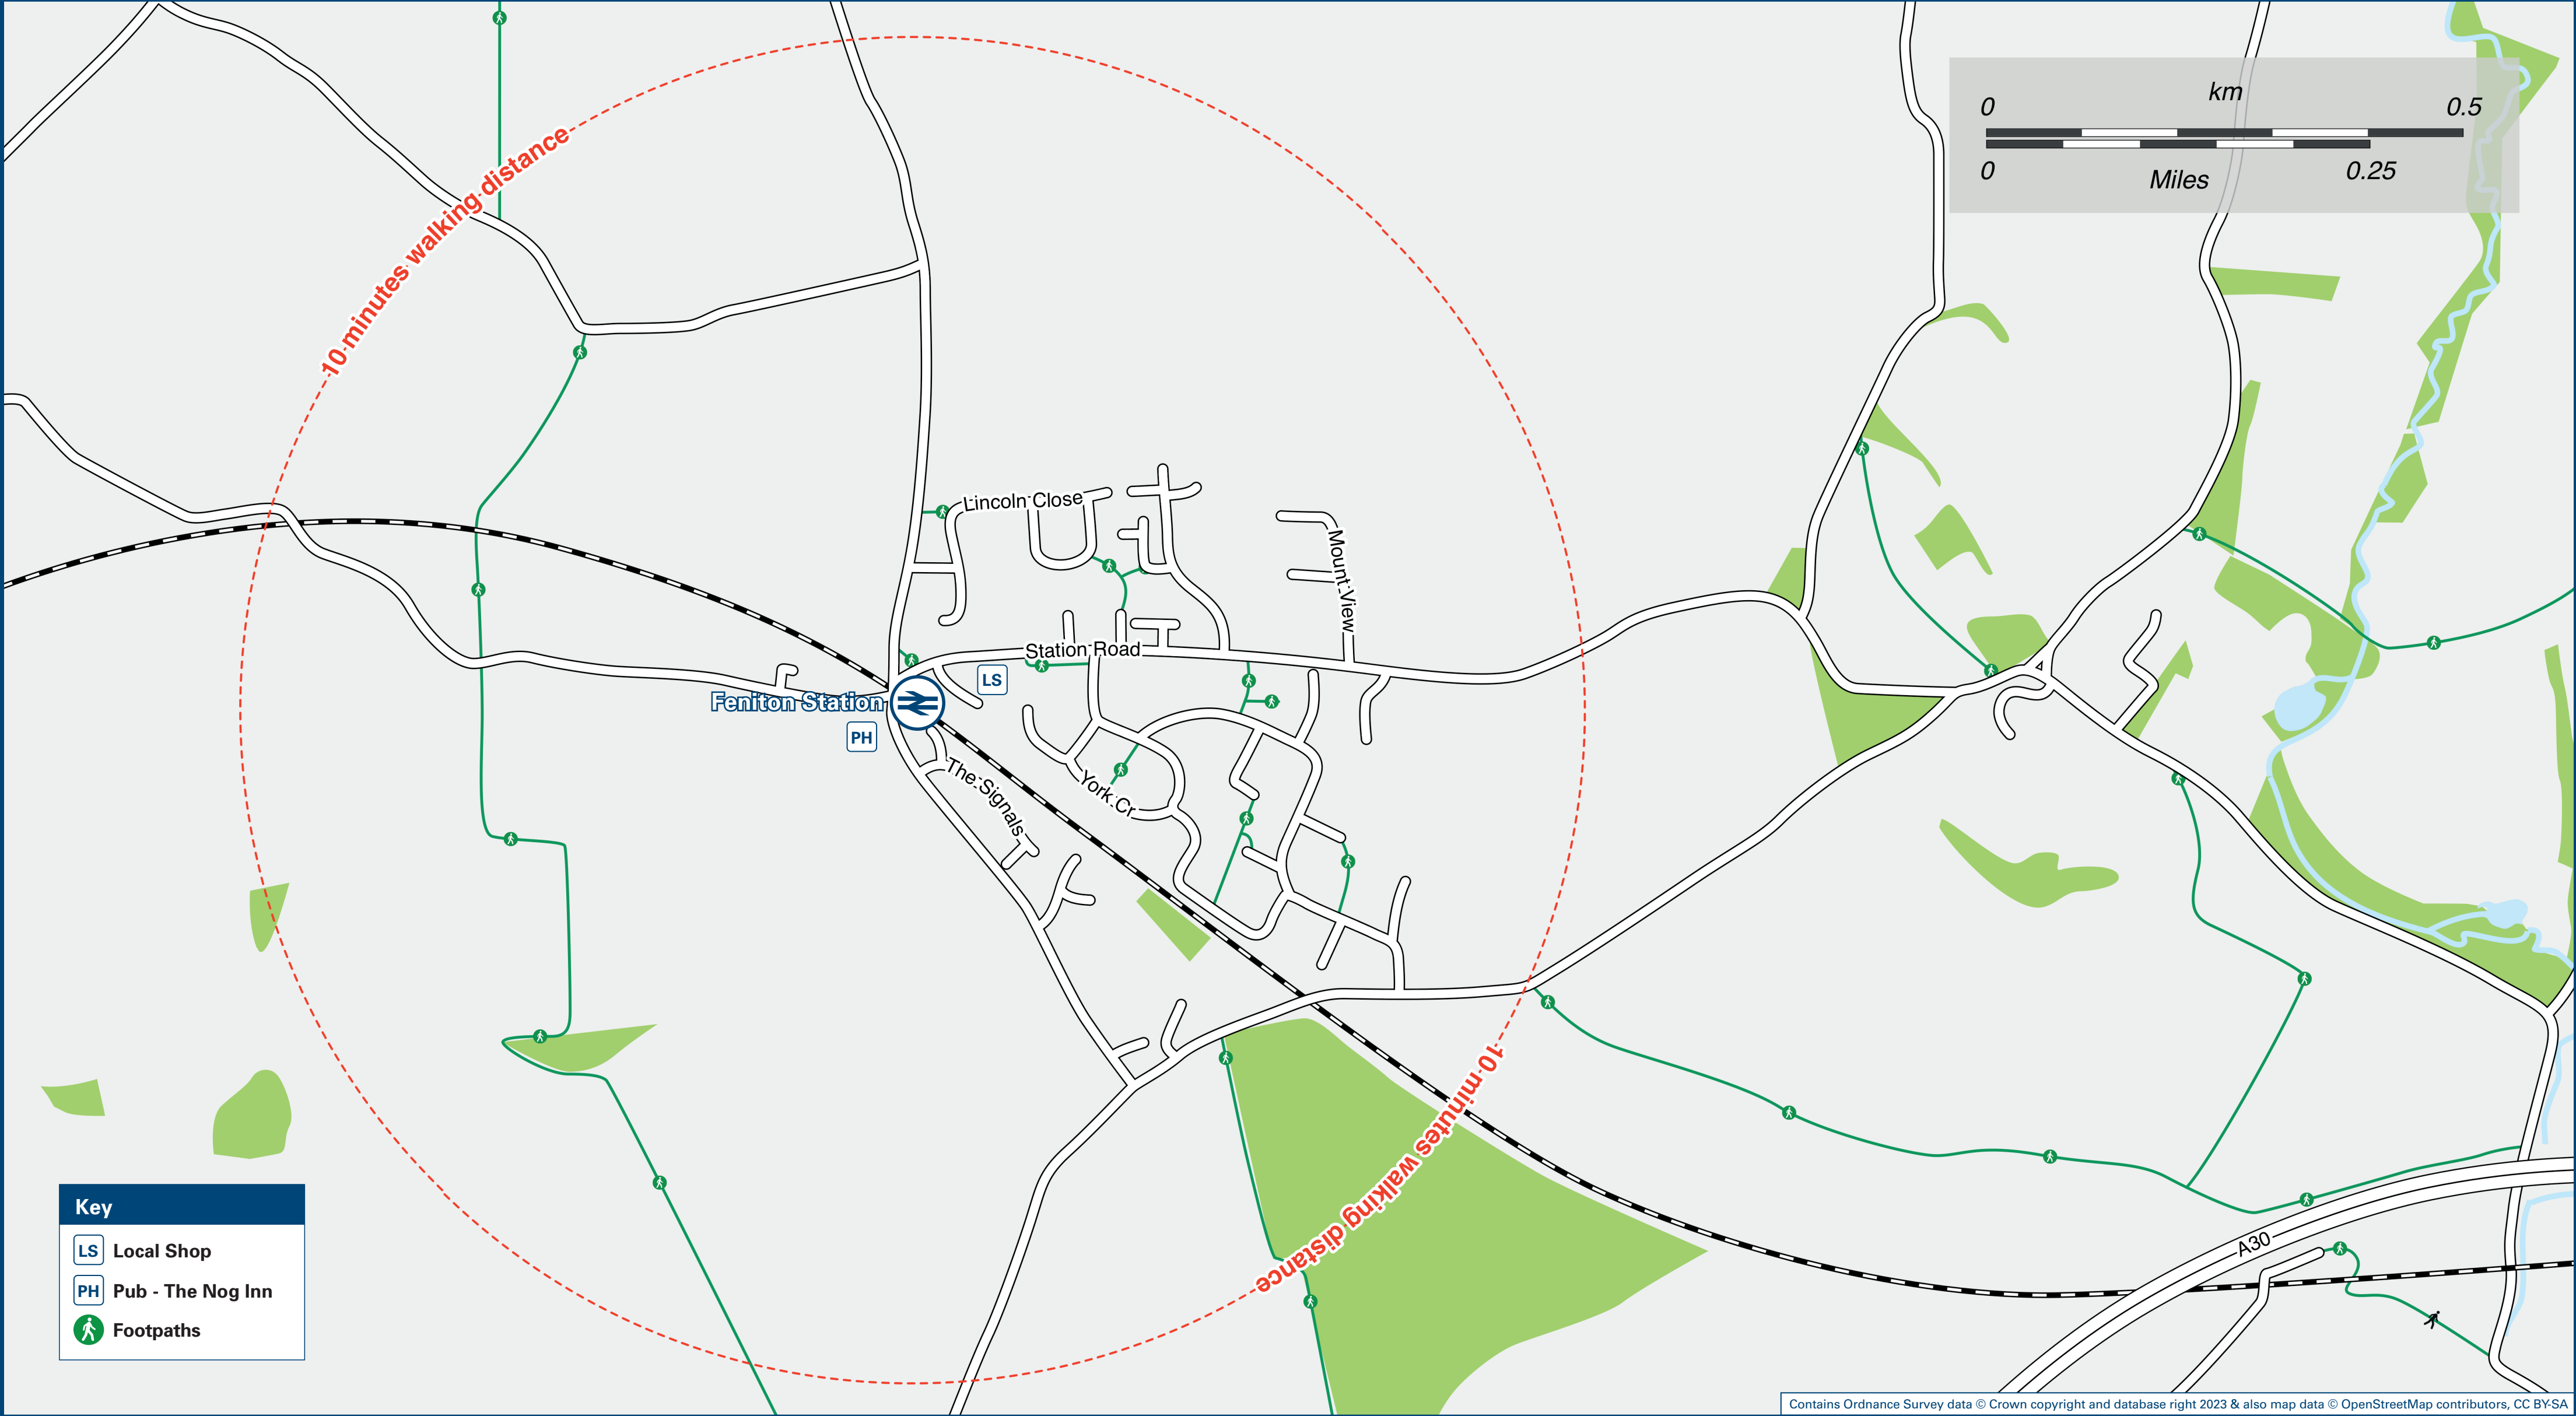 km
0 0.5
0 0.25
Miles
10 minutes walking distance
Lincoln Close
Mount View
Station Road
LS
Feniton Station
PH
The Signals
York Cr
10 minutes walking distance
A30
Key
LS Local Shop
PH Pub - The Nog Inn
Footpaths
Contains Ordnance Survey data © Crown copyright and database right 2023 & also map data © OpenStreetMap contributors, CC BY-SA